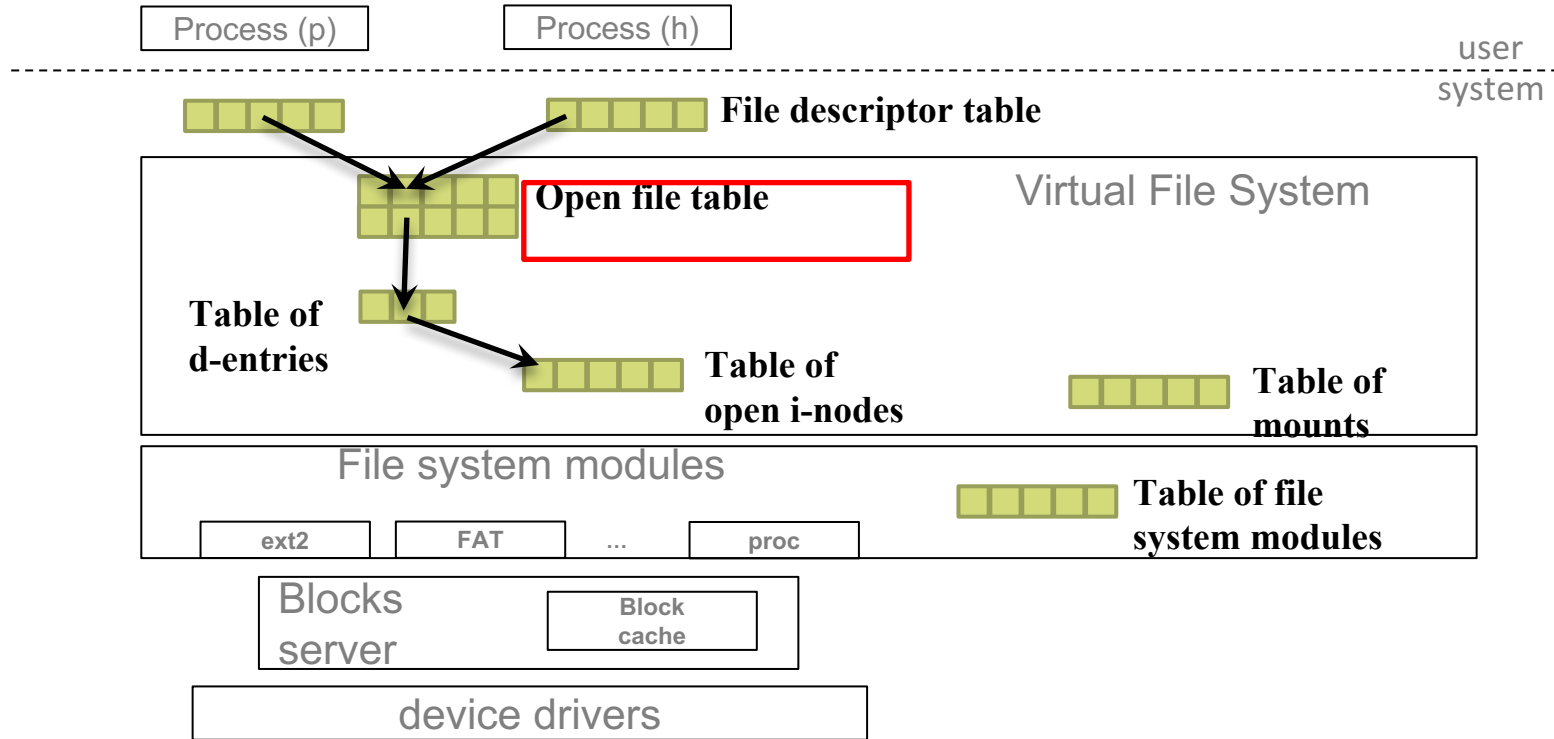 Process (p)
Process (h)
user
system
File descriptor table
Open file table
Virtual File System
Table of
d-entries
Table of
open i-nodes
Table of
mounts
File system modules
Table of file
system modules
ext2
FAT
...
proc
Blocks
server
Block
cache
device drivers